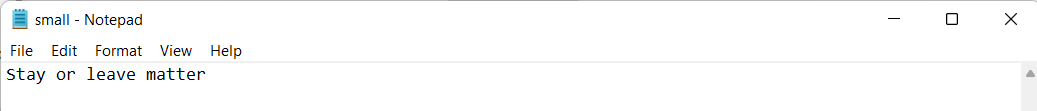 small - Notepad
File Edit Format View Help
Stay or leave matter